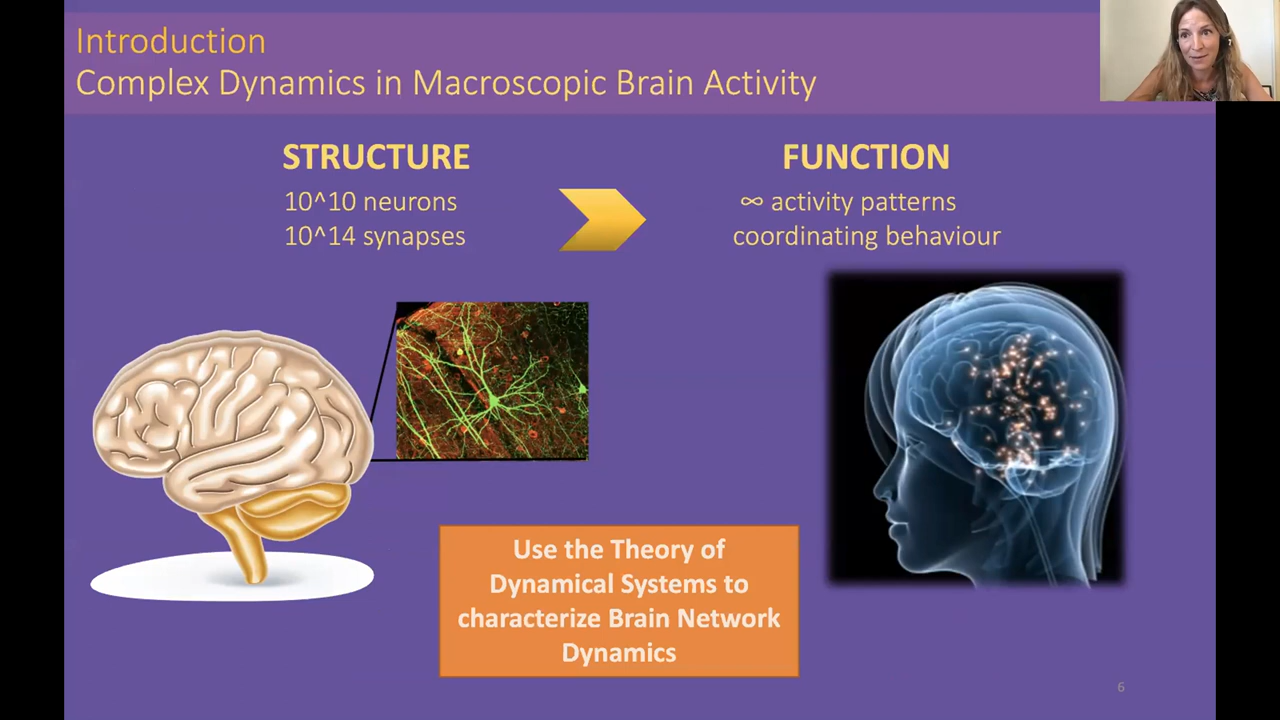 Introduction
Complex Dynamics in Macroscopic Brain Activity
STRUCTURE
10^10 neurons
10^14 synapses
FUNCTION
∞ activity patterns
coordinating behaviour
Use the Theory of
Dynamical Systems to
characterize Brain Network
Dynamics
6